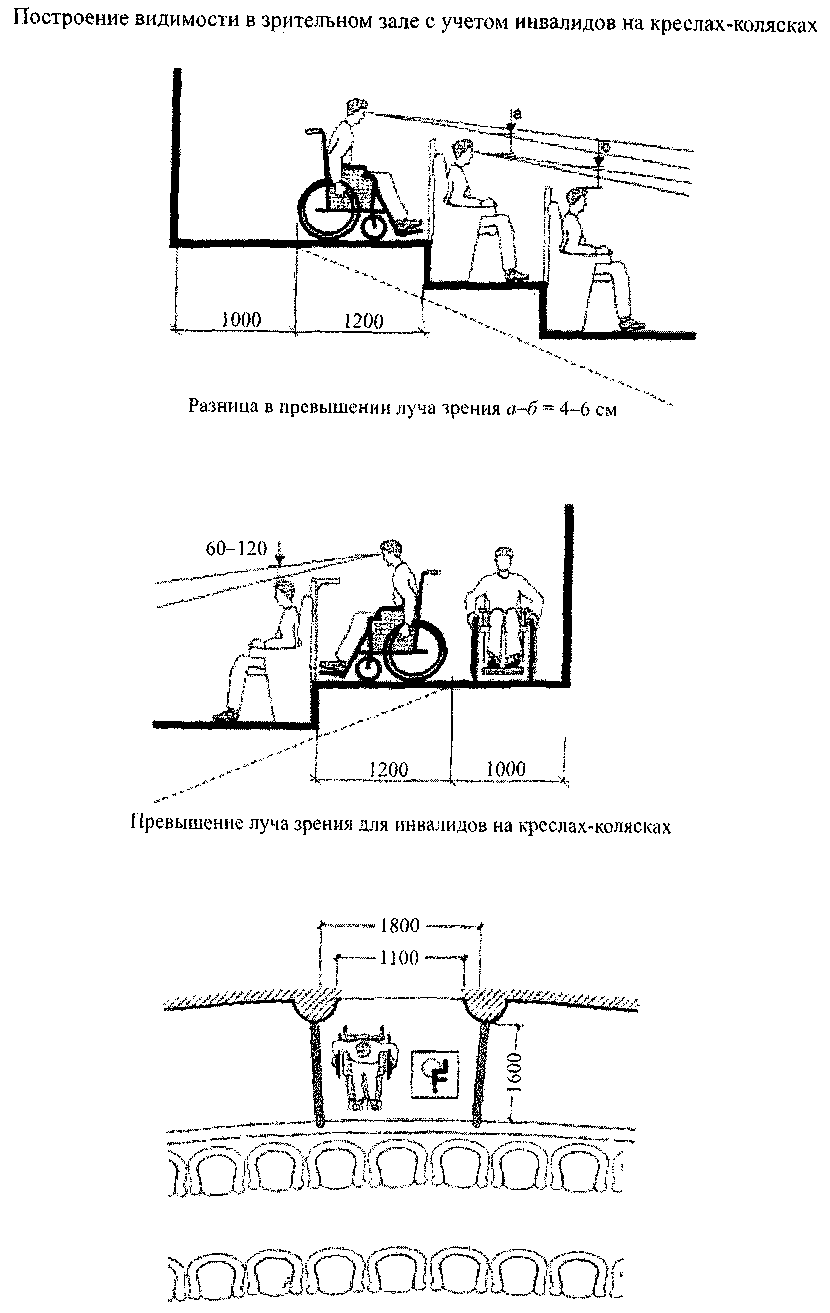 Построение видимости в зрительном зале с учетом инвалидов на креслах-колясках
а
б
1000
1200
Разница в превышении луча зрения а–б = 4–6 см
60–120
1200
1000
Превышение луча зрения для инвалидов на креслах-колясках
1800
1100
1600